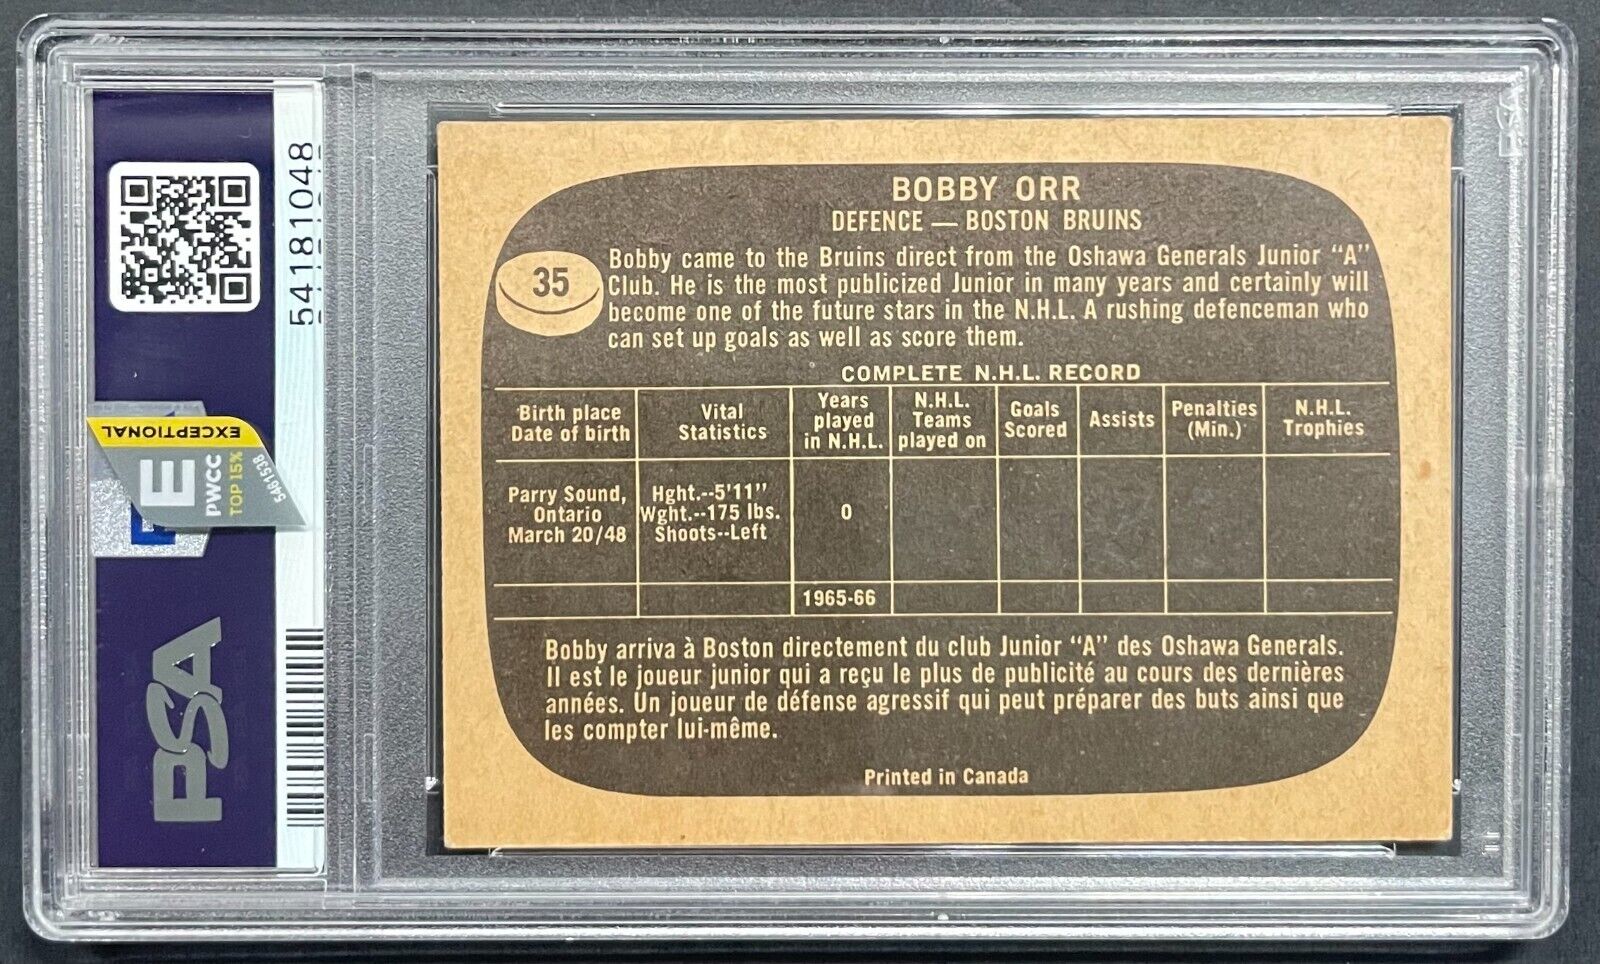 BOBBY ORR
DEFENCE — BOSTON BRUINS
35
Bobby came to the Bruins direct from the Oshawa Generals Junior "A"
Club. He is the most publicized Junior in many years and certainly will
become one of the future stars in the N.H.L. A rushing defenceman who
can set up goals as well as score them.
COMPLETE N.H.L. RECORD
Birth place
Date of birth
Vital
Statistics
Years
played
in N.H.L.
N.H.L.
Teams
played on
Goals
Scored
Assists
Penalties
(Min.)
N.H.L.
Trophies
Parry Sound,
Ontario
March 20/48
Hght.--5'11"
Wght.--175 lbs.
Shoots--Left
0
1965-66
Bobby arriva à Boston directement du club Junior "A" des Oshawa Generals.
Il est le joueur junior qui a reçu le plus de publicité au cours des dernières
années. Un joueur de défense agressif qui peut préparer des buts ainsi que
les compter lui-même.
Printed in Canada
54181048
EXCEPTIONAL
E
PWCC
TOP 15%
5461538
PSA